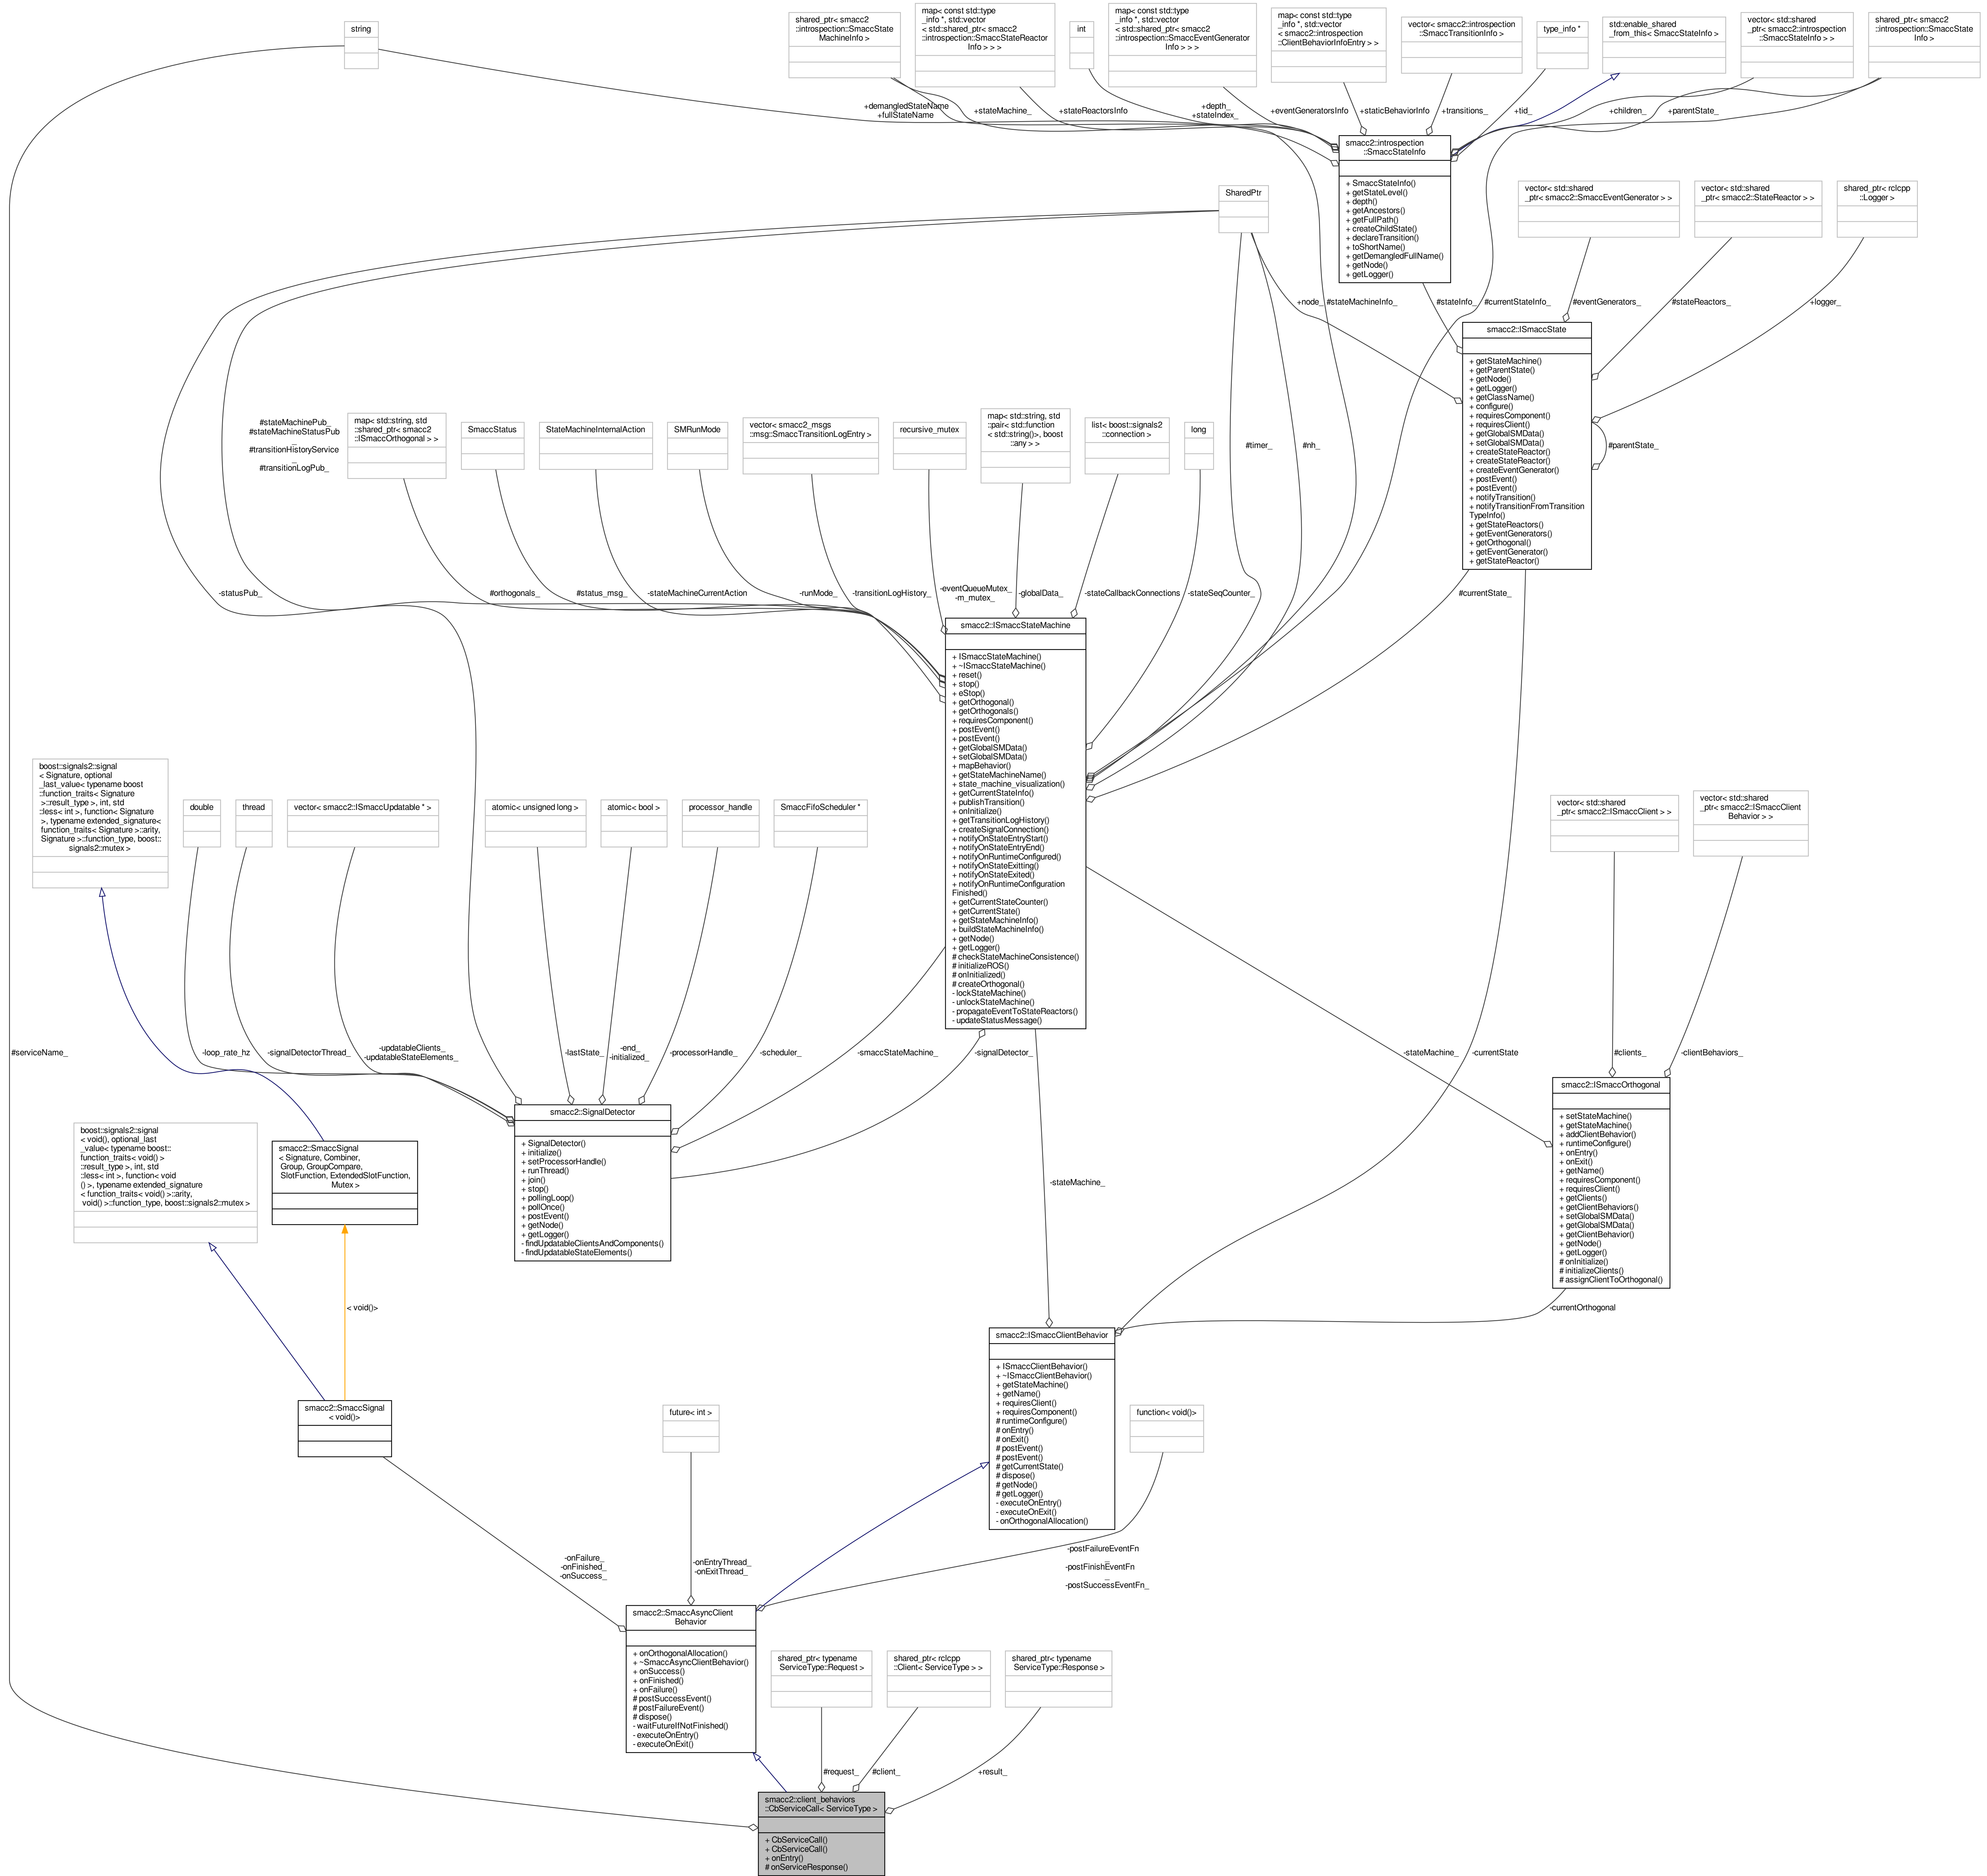 string
shared_ptr< smacc2
::introspection::SmaccState
MachineInfo >
map< const std::type
_info *, std::vector
< std::shared_ptr< smacc2
::introspection::SmaccStateReactor
Info > > >
int
map< const std::type
_info *, std::vector
< std::shared_ptr< smacc2
::introspection::SmaccEventGenerator
Info > > >
map< const std::type
_info *, std::vector
< smacc2::introspection
::ClientBehaviorInfoEntry > >
vector< smacc2::introspection
::SmaccTransitionInfo >
type_info *
std::enable_shared
_from_this< SmaccStateInfo >
vector< std::shared
_ptr< smacc2::introspection
::SmaccStateInfo > >
shared_ptr< smacc2
::introspection::SmaccState
Info >
+demangledStateName
+fullStateName
+stateMachine_
+stateReactorsInfo
+depth_
+stateIndex_
+eventGeneratorsInfo
+staticBehaviorInfo
+transitions_
+tid_
+children_
+parentState_
smacc2::introspection
::SmaccStateInfo
+ SmaccStateInfo()
+ getStateLevel()
+ depth()
+ getAncestors()
+ getFullPath()
+ createChildState()
+ declareTransition()
+ toShortName()
+ getDemangledFullName()
+ getNode()
+ getLogger()
SharedPtr
vector< std::shared
_ptr< smacc2::SmaccEventGenerator > >
vector< std::shared
_ptr< smacc2::StateReactor > >
shared_ptr< rclcpp
::Logger >
+node_
#stateMachineInfo_
#stateInfo_
#currentStateInfo_
#eventGenerators_
#stateReactors_
+logger_
smacc2::ISmaccState
+ getStateMachine()
+ getParentState()
+ getNode()
+ getLogger()
+ getClassName()
+ configure()
+ requiresComponent()
+ requiresClient()
+ getGlobalSMData()
+ setGlobalSMData()
+ createStateReactor()
+ createStateReactor()
+ createEventGenerator()
+ postEvent()
+ postEvent()
+ notifyTransition()
+ notifyTransitionFromTransition
TypeInfo()
+ getStateReactors()
+ getEventGenerators()
+ getOrthogonal()
+ getEventGenerator()
+ getStateReactor()
#parentState_
#stateMachinePub_
#stateMachineStatusPub
_
#transitionHistoryService
_
#transitionLogPub_
map< std::string, std
::shared_ptr< smacc2
::ISmaccOrthogonal > >
SmaccStatus
StateMachineInternalAction
SMRunMode
vector< smacc2_msgs
::msg::SmaccTransitionLogEntry >
recursive_mutex
map< std::string, std
::pair< std::function
< std::string()>, boost
::any > >
list< boost::signals2
::connection >
long
#timer_
#nh_
-statusPub_
#orthogonals_
#status_msg_
-stateMachineCurrentAction
-runMode_
-transitionLogHistory_
-eventQueueMutex_
-m_mutex_
-globalData_
-stateCallbackConnections
-stateSeqCounter_
#currentState_
smacc2::ISmaccStateMachine
+ ISmaccStateMachine()
+ ~ISmaccStateMachine()
+ reset()
+ stop()
+ eStop()
+ getOrthogonal()
+ getOrthogonals()
+ requiresComponent()
+ postEvent()
+ postEvent()
+ getGlobalSMData()
+ setGlobalSMData()
+ mapBehavior()
+ getStateMachineName()
+ state_machine_visualization()
+ getCurrentStateInfo()
+ publishTransition()
+ onInitialize()
+ getTransitionLogHistory()
+ createSignalConnection()
+ notifyOnStateEntryStart()
+ notifyOnStateEntryEnd()
+ notifyOnRuntimeConfigured()
+ notifyOnStateExitting()
+ notifyOnStateExited()
+ notifyOnRuntimeConfiguration
Finished()
+ getCurrentStateCounter()
+ getCurrentState()
+ getStateMachineInfo()
+ buildStateMachineInfo()
+ getNode()
+ getLogger()
# checkStateMachineConsistence()
# initializeROS()
# onInitialized()
# createOrthogonal()
- lockStateMachine()
- unlockStateMachine()
- propagateEventToStateReactors()
- updateStatusMessage()
boost::signals2::signal
< Signature, optional
_last_value< typename boost
::function_traits< Signature
>::result_type >, int, std
::less< int >, function< Signature
>, typename extended_signature<
function_traits< Signature >::arity,
Signature >::function_type, boost::
signals2::mutex >
double
thread
vector< smacc2::ISmaccUpdatable * >
atomic< unsigned long >
atomic< bool >
processor_handle
SmaccFifoScheduler *
vector< std::shared
_ptr< smacc2::ISmaccClient > >
vector< std::shared
_ptr< smacc2::ISmaccClient
Behavior > >
#serviceName_
-loop_rate_hz
-signalDetectorThread_
-updatableClients_
-updatableStateElements_
-lastState_
-end_
-initialized_
-processorHandle_
-scheduler_
-smaccStateMachine_
-signalDetector_
-stateMachine_
-currentState
#clients_
-clientBehaviors_
smacc2::ISmaccOrthogonal
+ setStateMachine()
+ getStateMachine()
+ addClientBehavior()
+ runtimeConfigure()
+ onEntry()
+ onExit()
+ getName()
+ requiresComponent()
+ requiresClient()
+ getClients()
+ getClientBehaviors()
+ setGlobalSMData()
+ getGlobalSMData()
+ getClientBehavior()
+ getNode()
+ getLogger()
# onInitialize()
# initializeClients()
# assignClientToOrthogonal()
smacc2::SignalDetector
+ SignalDetector()
+ initialize()
+ setProcessorHandle()
+ runThread()
+ join()
+ stop()
+ pollingLoop()
+ pollOnce()
+ postEvent()
+ getNode()
+ getLogger()
- findUpdatableClientsAndComponents()
- findUpdatableStateElements()
boost::signals2::signal
< void(), optional_last
_value< typename boost::
function_traits< void() >
::result_type >, int, std
::less< int >, function< void
() >, typename extended_signature
< function_traits< void() >::arity,
void() >::function_type, boost::signals2::mutex >
smacc2::SmaccSignal
< Signature, Combiner,
Group, GroupCompare,
SlotFunction, ExtendedSlotFunction,
Mutex >
-stateMachine_
< void()>
-currentOrthogonal
smacc2::ISmaccClientBehavior
+ ISmaccClientBehavior()
+ ~ISmaccClientBehavior()
+ getStateMachine()
+ getName()
+ requiresClient()
+ requiresComponent()
# runtimeConfigure()
# onEntry()
# onExit()
# postEvent()
# postEvent()
# getCurrentState()
# dispose()
# getNode()
# getLogger()
- executeOnEntry()
- executeOnExit()
- onOrthogonalAllocation()
smacc2::SmaccSignal
< void()>
future< int >
function< void()>
-onFailure_
-onFinished_
-onSuccess_
-onEntryThread_
-onExitThread_
-postFailureEventFn
_
-postFinishEventFn
_
-postSuccessEventFn_
smacc2::SmaccAsyncClient
Behavior
+ onOrthogonalAllocation()
+ ~SmaccAsyncClientBehavior()
+ onSuccess()
+ onFinished()
+ onFailure()
# postSuccessEvent()
# postFailureEvent()
# dispose()
- waitFutureIfNotFinished()
- executeOnEntry()
- executeOnExit()
shared_ptr< typename
ServiceType::Request >
shared_ptr< rclcpp
::Client< ServiceType > >
shared_ptr< typename
ServiceType::Response >
#request_
#client_
+result_
smacc2::client_behaviors
::CbServiceCall< ServiceType >
+ CbServiceCall()
+ CbServiceCall()
+ onEntry()
# onServiceResponse()